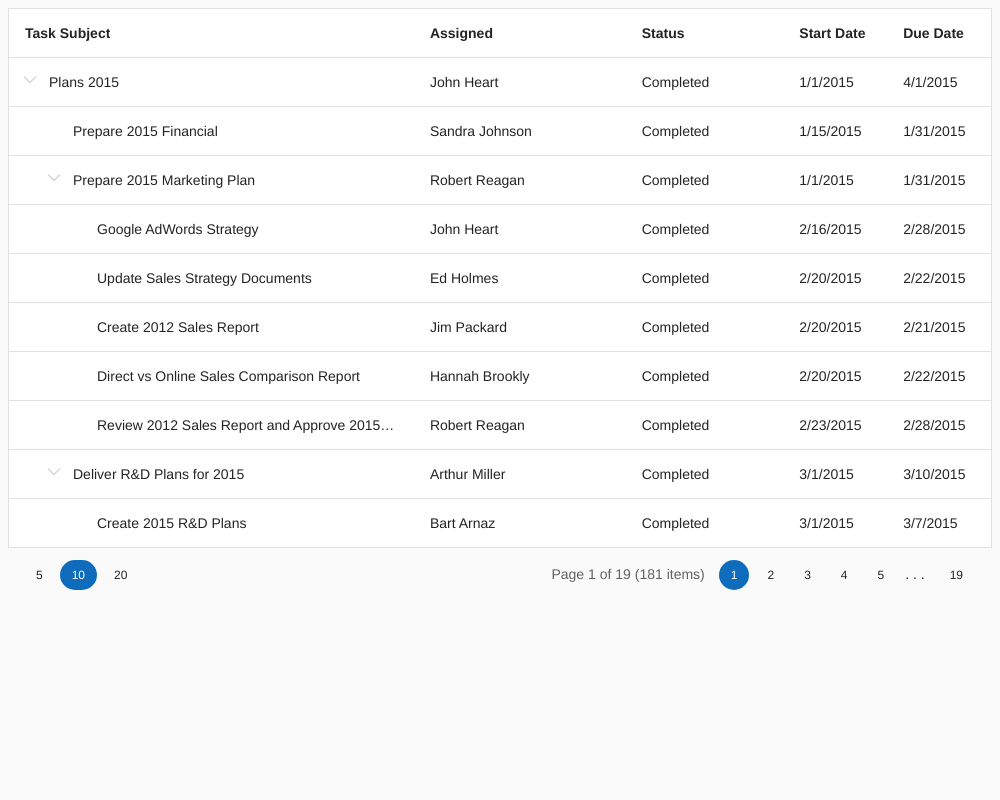 Task Subject Assigned Status Start Date Due Date
Plans 2015 John Heart Completed 1/1/2015 4/1/2015
Prepare 2015 Financial Sandra Johnson Completed 1/15/2015 1/31/2015
Prepare 2015 Marketing Plan Robert Reagan Completed 1/1/2015 1/31/2015
Google AdWords Strategy John Heart Completed 2/16/2015 2/28/2015
Update Sales Strategy Documents Ed Holmes Completed 2/20/2015 2/22/2015
Create 2012 Sales Report Jim Packard Completed 2/20/2015 2/21/2015
Direct vs Online Sales Comparison Report Hannah Brookly Completed 2/20/2015 2/22/2015
Review 2012 Sales Report and Approve 2015… Robert Reagan Completed 2/23/2015 2/28/2015
Deliver R&D Plans for 2015 Arthur Miller Completed 3/1/2015 3/10/2015
Create 2015 R&D Plans Bart Arnaz Completed 3/1/2015 3/7/2015
5 10 20 Page 1 of 19 (181 items) 1 2 3 4 5 . . . 19